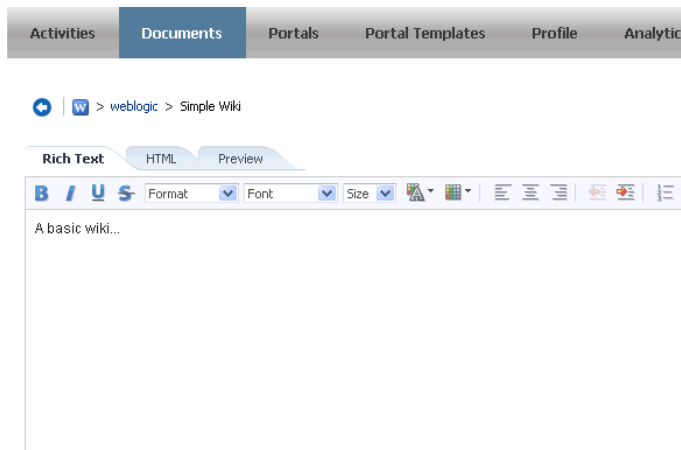 Activities Documents Portals Portal Templates Profile Analytic
W > weblogic > Simple Wiki
Rich Text HTML Preview
B I U S Format Font Size A
A basic wiki...